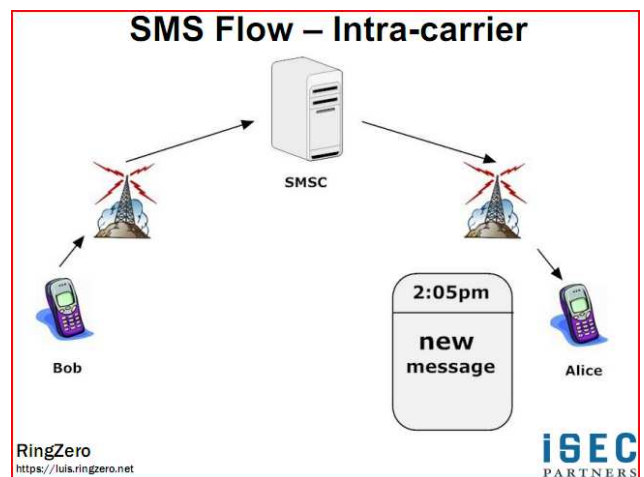 SMS Flow – Intra-carrier
SMSC
Bob
2:05pm
new
message
Alice
RingZero
https://luis.ringzero.net
iSEC
PARTNERS